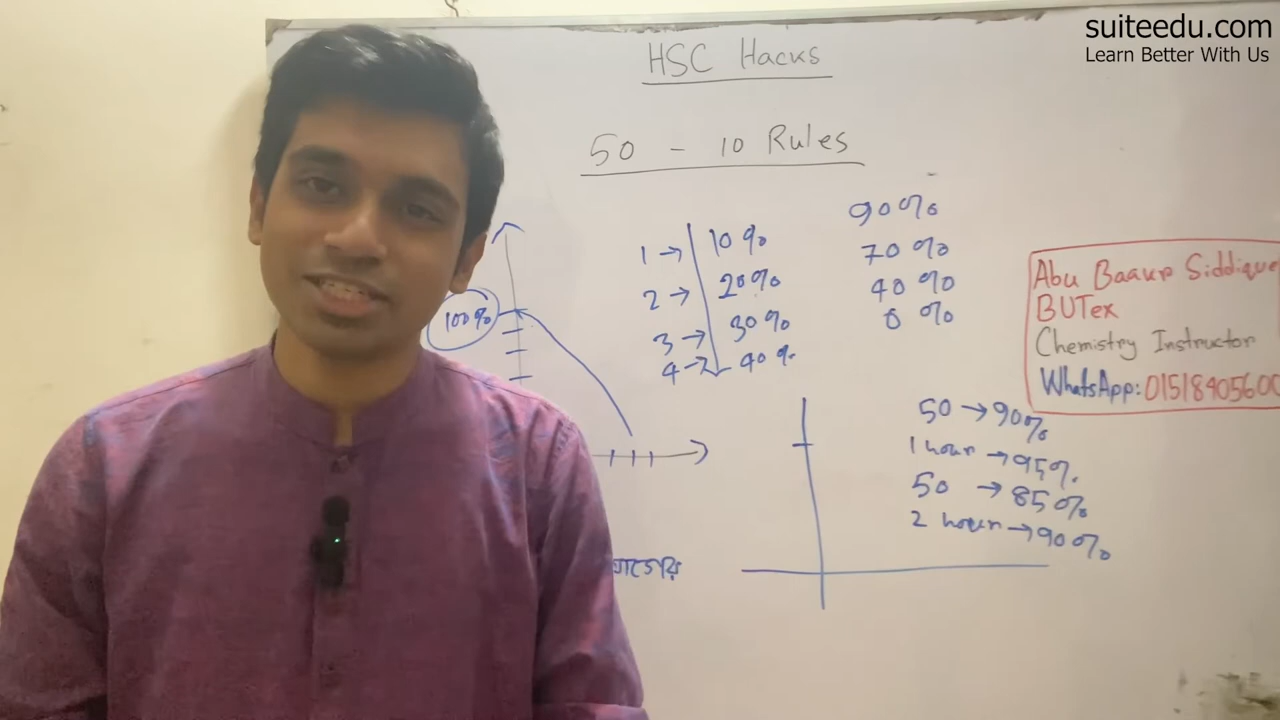 suiteedu.com
Learn Better With Us
HSC Hacks
50 - 10 Rules
100%
1 → 10%
2 → 20%
3 → 30%
4 → 40%
90%
70%
40%
0%
Abu Baakr Siddique
BUTex
Chemistry Instructor
WhatsApp: 01518405600
50 → 90%
1 hour → 95%
50 → 85%
2 hour → 90%